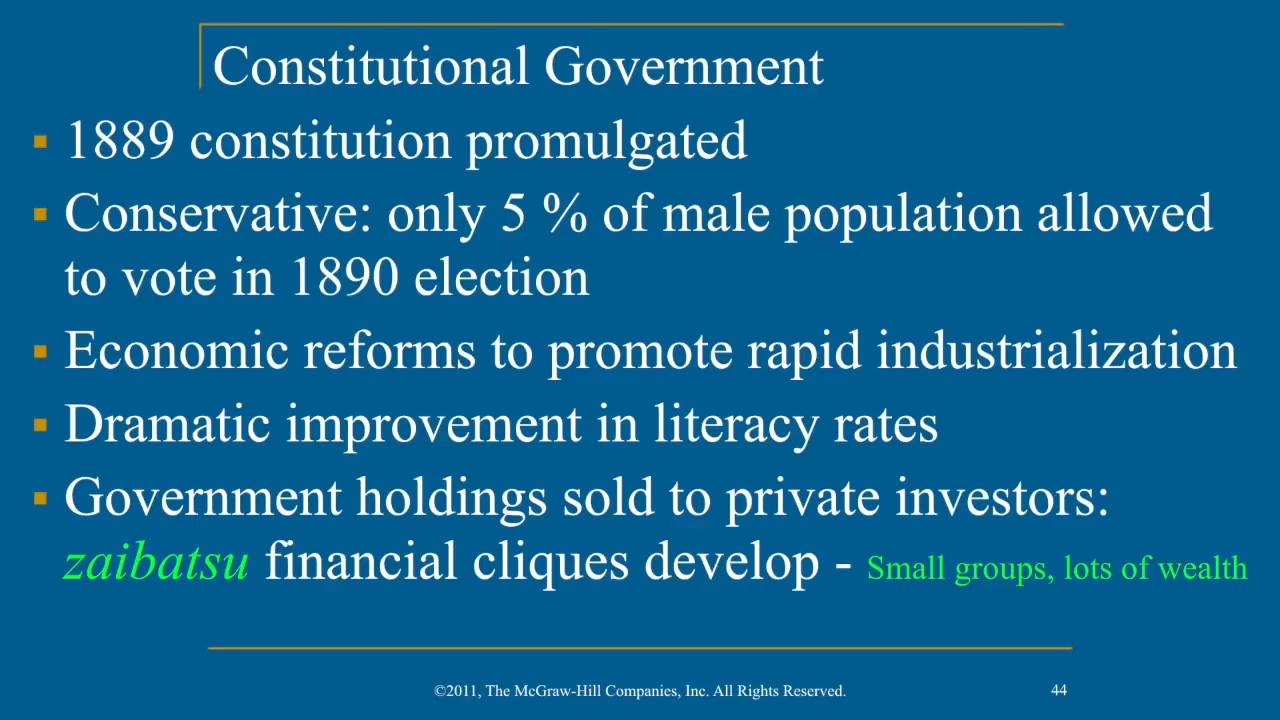 Constitutional Government
▪ 1889 constitution promulgated
▪ Conservative: only 5 % of male population allowed
to vote in 1890 election
▪ Economic reforms to promote rapid industrialization
▪ Dramatic improvement in literacy rates
▪ Government holdings sold to private investors:
zaibatsu financial cliques develop - Small groups, lots of wealth
©2011, The McGraw-Hill Companies, Inc. All Rights Reserved.
44